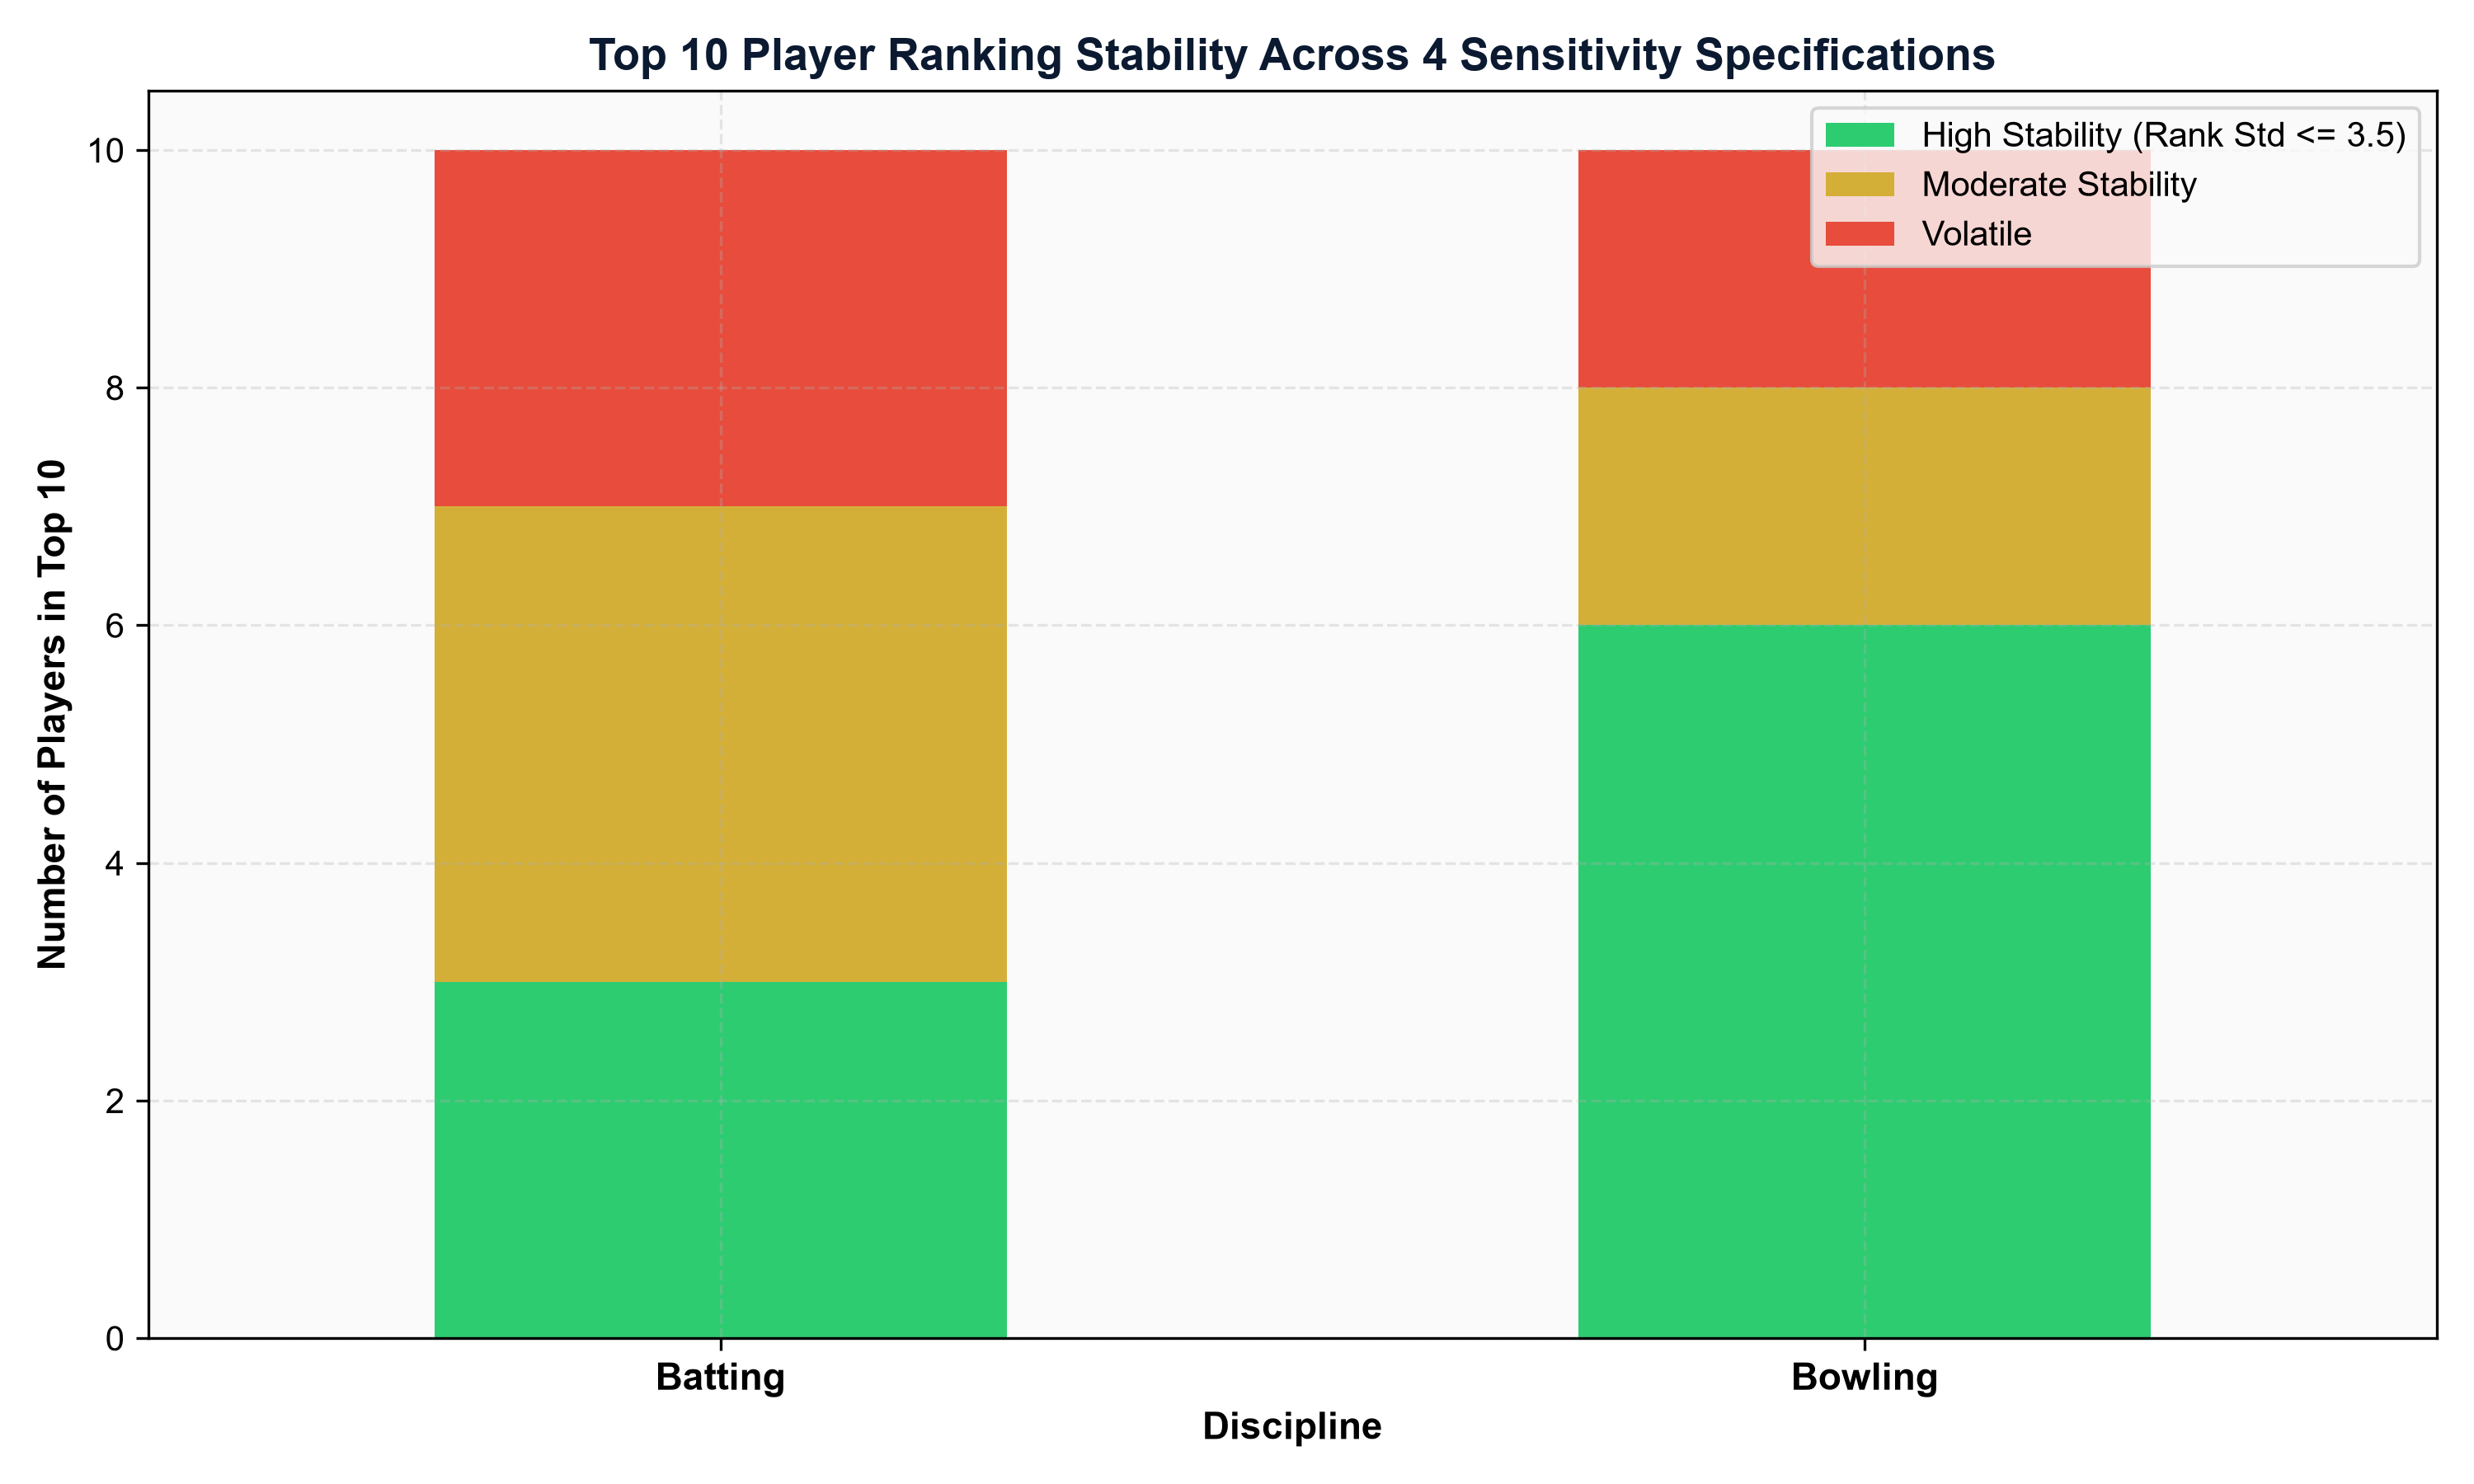 Top 10 Player Ranking Stability Across 4 Sensitivity Specifications
High Stability (Rank Std <= 3.5)
Moderate Stability
Volatile
Number of Players in Top 10
10
8
6
4
2
0
Batting
Bowling
Discipline